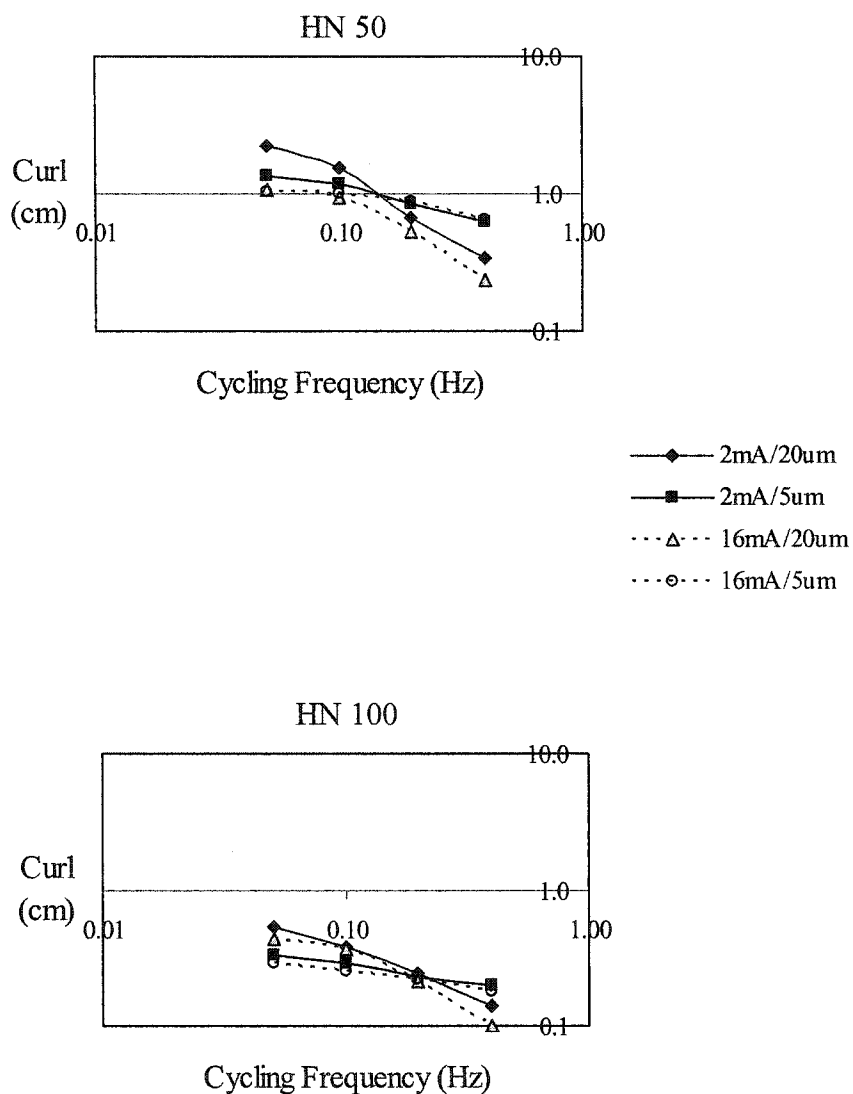 HN 50
10.0
Curl
(cm)
1.0
0.01
0.10
1.00
0.1
Cycling Frequency (Hz)
2mA/20um
2mA/5um
16mA/20um
16mA/5um
HN 100
10.0
Curl
(cm)
1.0
0.01
0.10
1.00
0.1
Cycling Frequency (Hz)